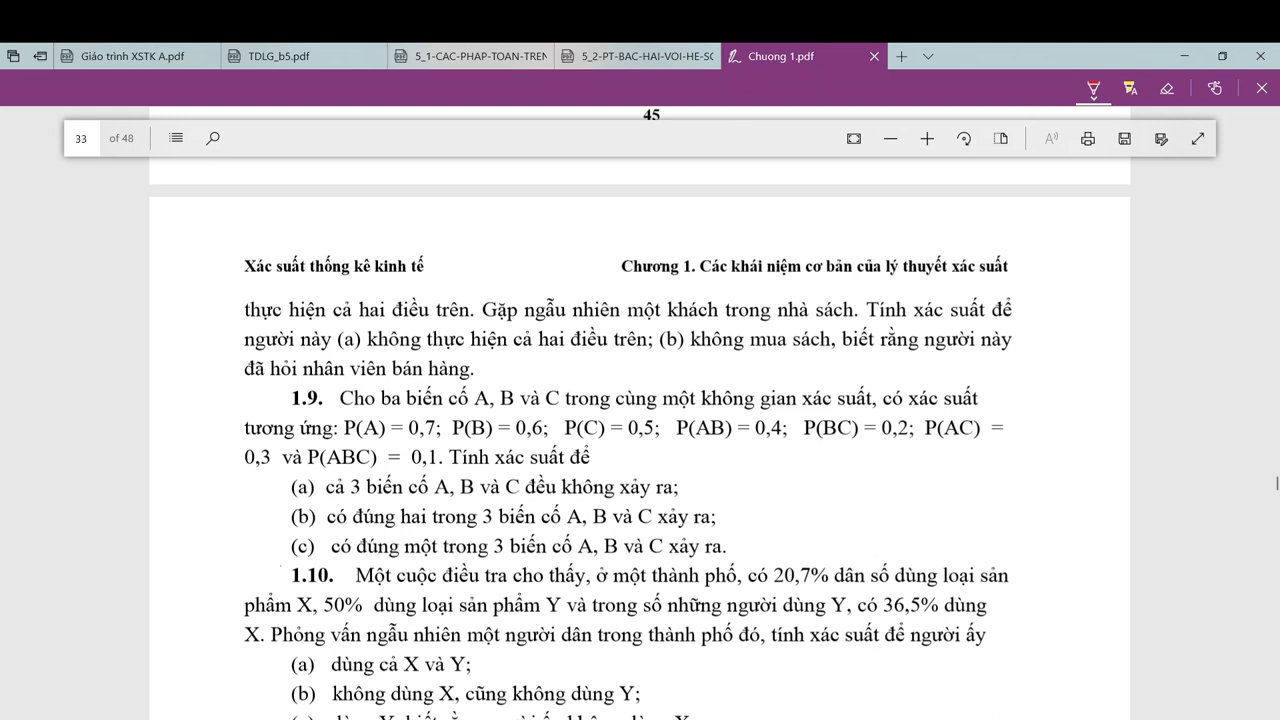 Giáo trình XSTK A.pdf
TDLG_b5.pdf
5_1-CAC-PHAP-TOAN-TREN
5_2-PT-BAC-HAI-VOI-HE-SC
Chuong 1.pdf
45
33 of 48
Xác suất thống kê kinh tế
Chương 1. Các khái niệm cơ bản của lý thuyết xác suất
thực hiện cả hai điều trên. Gặp ngẫu nhiên một khách trong nhà sách. Tính xác suất để
người này (a) không thực hiện cả hai điều trên; (b) không mua sách, biết rằng người này
đã hỏi nhân viên bán hàng.
1.9. Cho ba biến cố A, B và C trong cùng một không gian xác suất, có xác suất
tương ứng: P(A) = 0,7; P(B) = 0,6; P(C) = 0,5; P(AB) = 0,4; P(BC) = 0,2; P(AC) =
0,3 và P(ABC) = 0,1. Tính xác suất để
(a) cả 3 biến cố A, B và C đều không xảy ra;
(b) có đúng hai trong 3 biến cố A, B và C xảy ra;
(c) có đúng một trong 3 biến cố A, B và C xảy ra.
1.10. Một cuộc điều tra cho thấy, ở một thành phố, có 20,7% dân số dùng loại sản
phẩm X, 50% dùng loại sản phẩm Y và trong số những người dùng Y, có 36,5% dùng
X. Phỏng vấn ngẫu nhiên một người dân trong thành phố đó, tính xác suất để người ấy
(a) dùng cả X và Y;
(b) không dùng X, cũng không dùng Y;